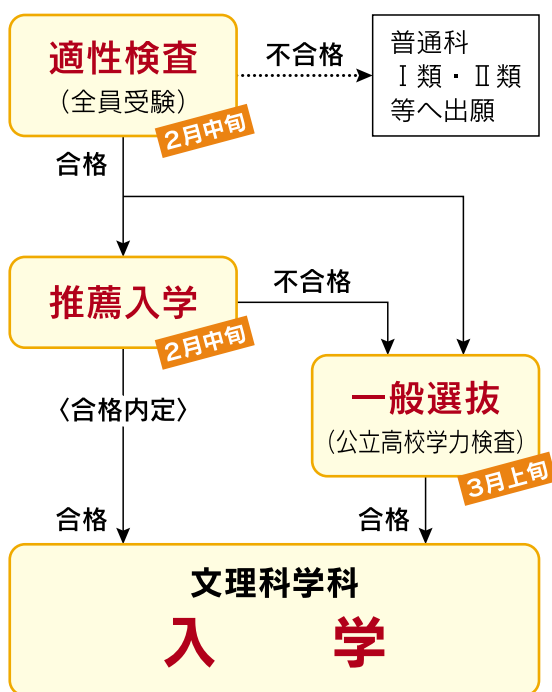 適性検査
(全員受験)
2月中旬
不合格
普通科
Ⅰ類・Ⅱ類
等へ出願
合格
推薦入学
2月中旬
不合格
一般選抜
(公立高校学力検査)
3月上旬
〈合格内定〉
合格
合格
文理科学科
入　学